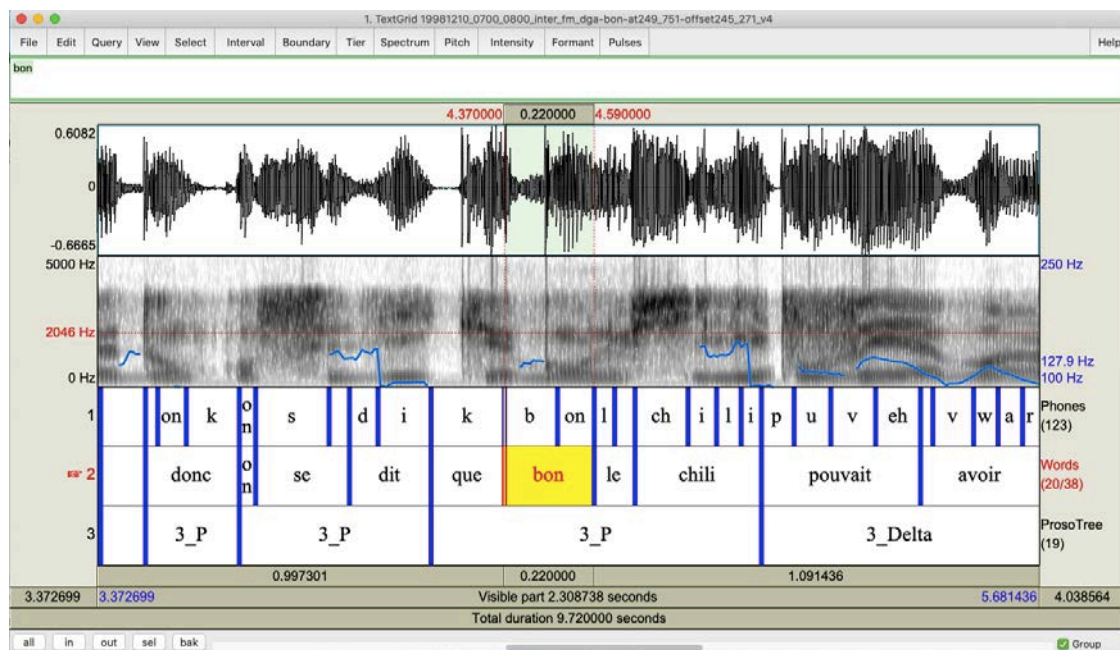 1. TextGrid 19981210_0700_0800_inter_fm_dga-bon-at249_751-offset245_271_v4
File Edit Query View Select Interval Boundary Tier Spectrum Pitch Intensity Formant Pulses Help
bon
4.370000 0.220000 4.590000
0.6082
0
-0.6665
5000 Hz 250 Hz
2046 Hz
127.9 Hz
0 Hz 100 Hz
1 on k on s d i k b on l ch i l i p u v eh v w a r Phones
(123)
2 donc on se dit que bon le chili pouvait avoir Words
(20/38)
3 3_P 3_P 3_P 3_Delta ProsoTree
(19)
0.997301 0.220000 1.091436
3.372699 3.372699 Visible part 2.308738 seconds 5.681436 4.038564
Total duration 9.720000 seconds
all in out sel bak Group